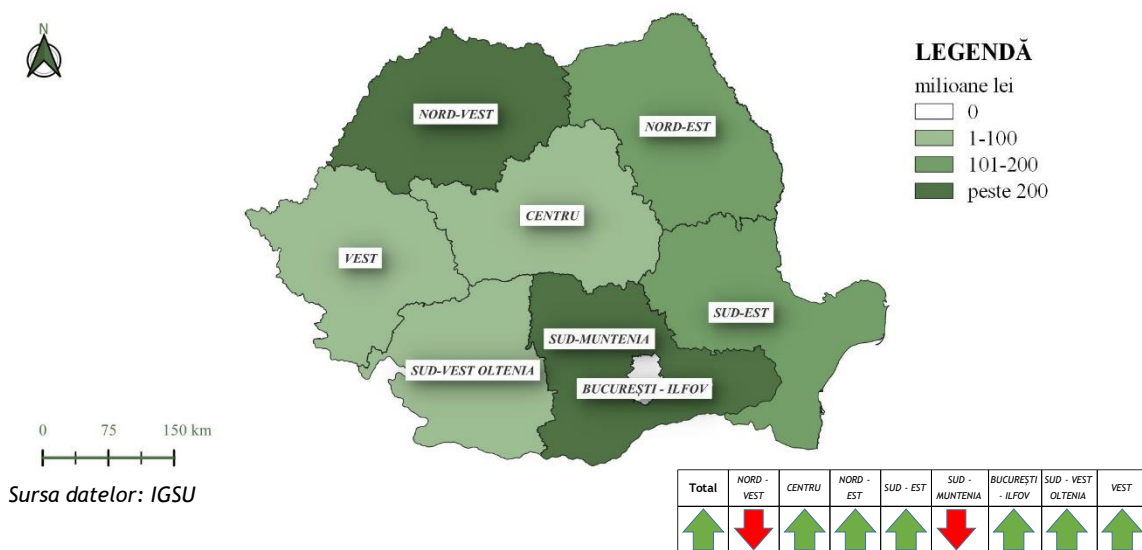 N
LEGENDĂ
milioane lei
0
1-100
101-200
peste 200
NORD-VEST
NORD-EST
CENTRU
VEST
SUD-EST
SUD-MUNTENIA
SUD-VEST OLTENIA
BUCUREȘTI - ILFOV
0 75 150 km
Sursa datelor: IGSU
Total NORD - VEST CENTRU NORD - EST SUD - EST SUD - MUNTENIA BUCUREȘTI - ILFOV SUD - VEST OLTENIA VEST